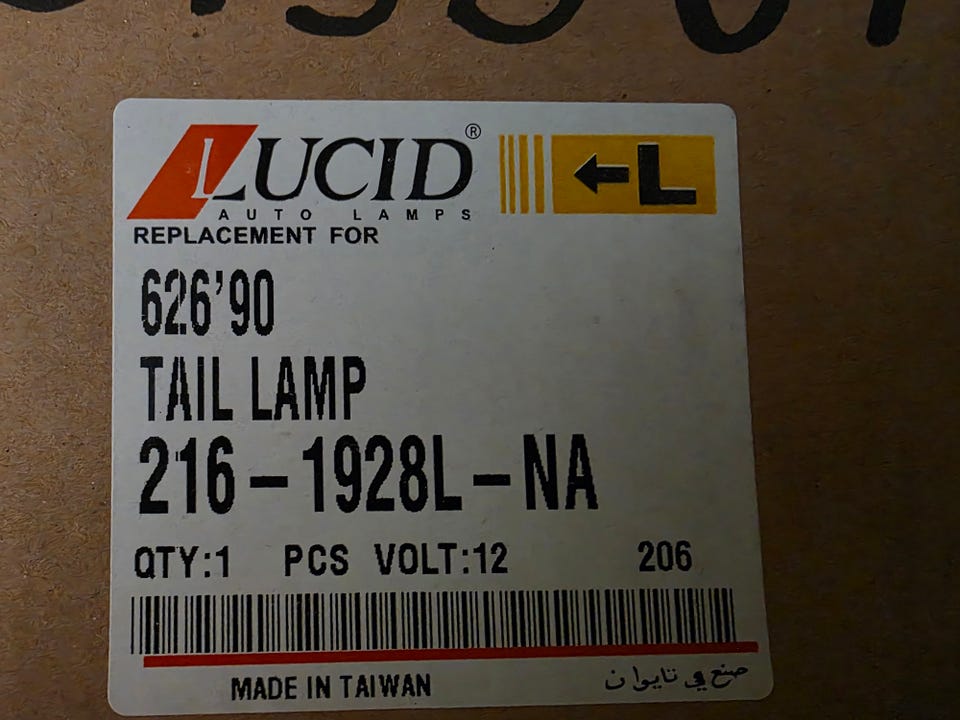 LUCID®
←L
AUTO LAMPS
REPLACEMENT FOR
626'90
TAIL LAMP
216-1928L-NA
QTY:1 PCS VOLT:12 206
MADE IN TAIWAN صنع في تايوان